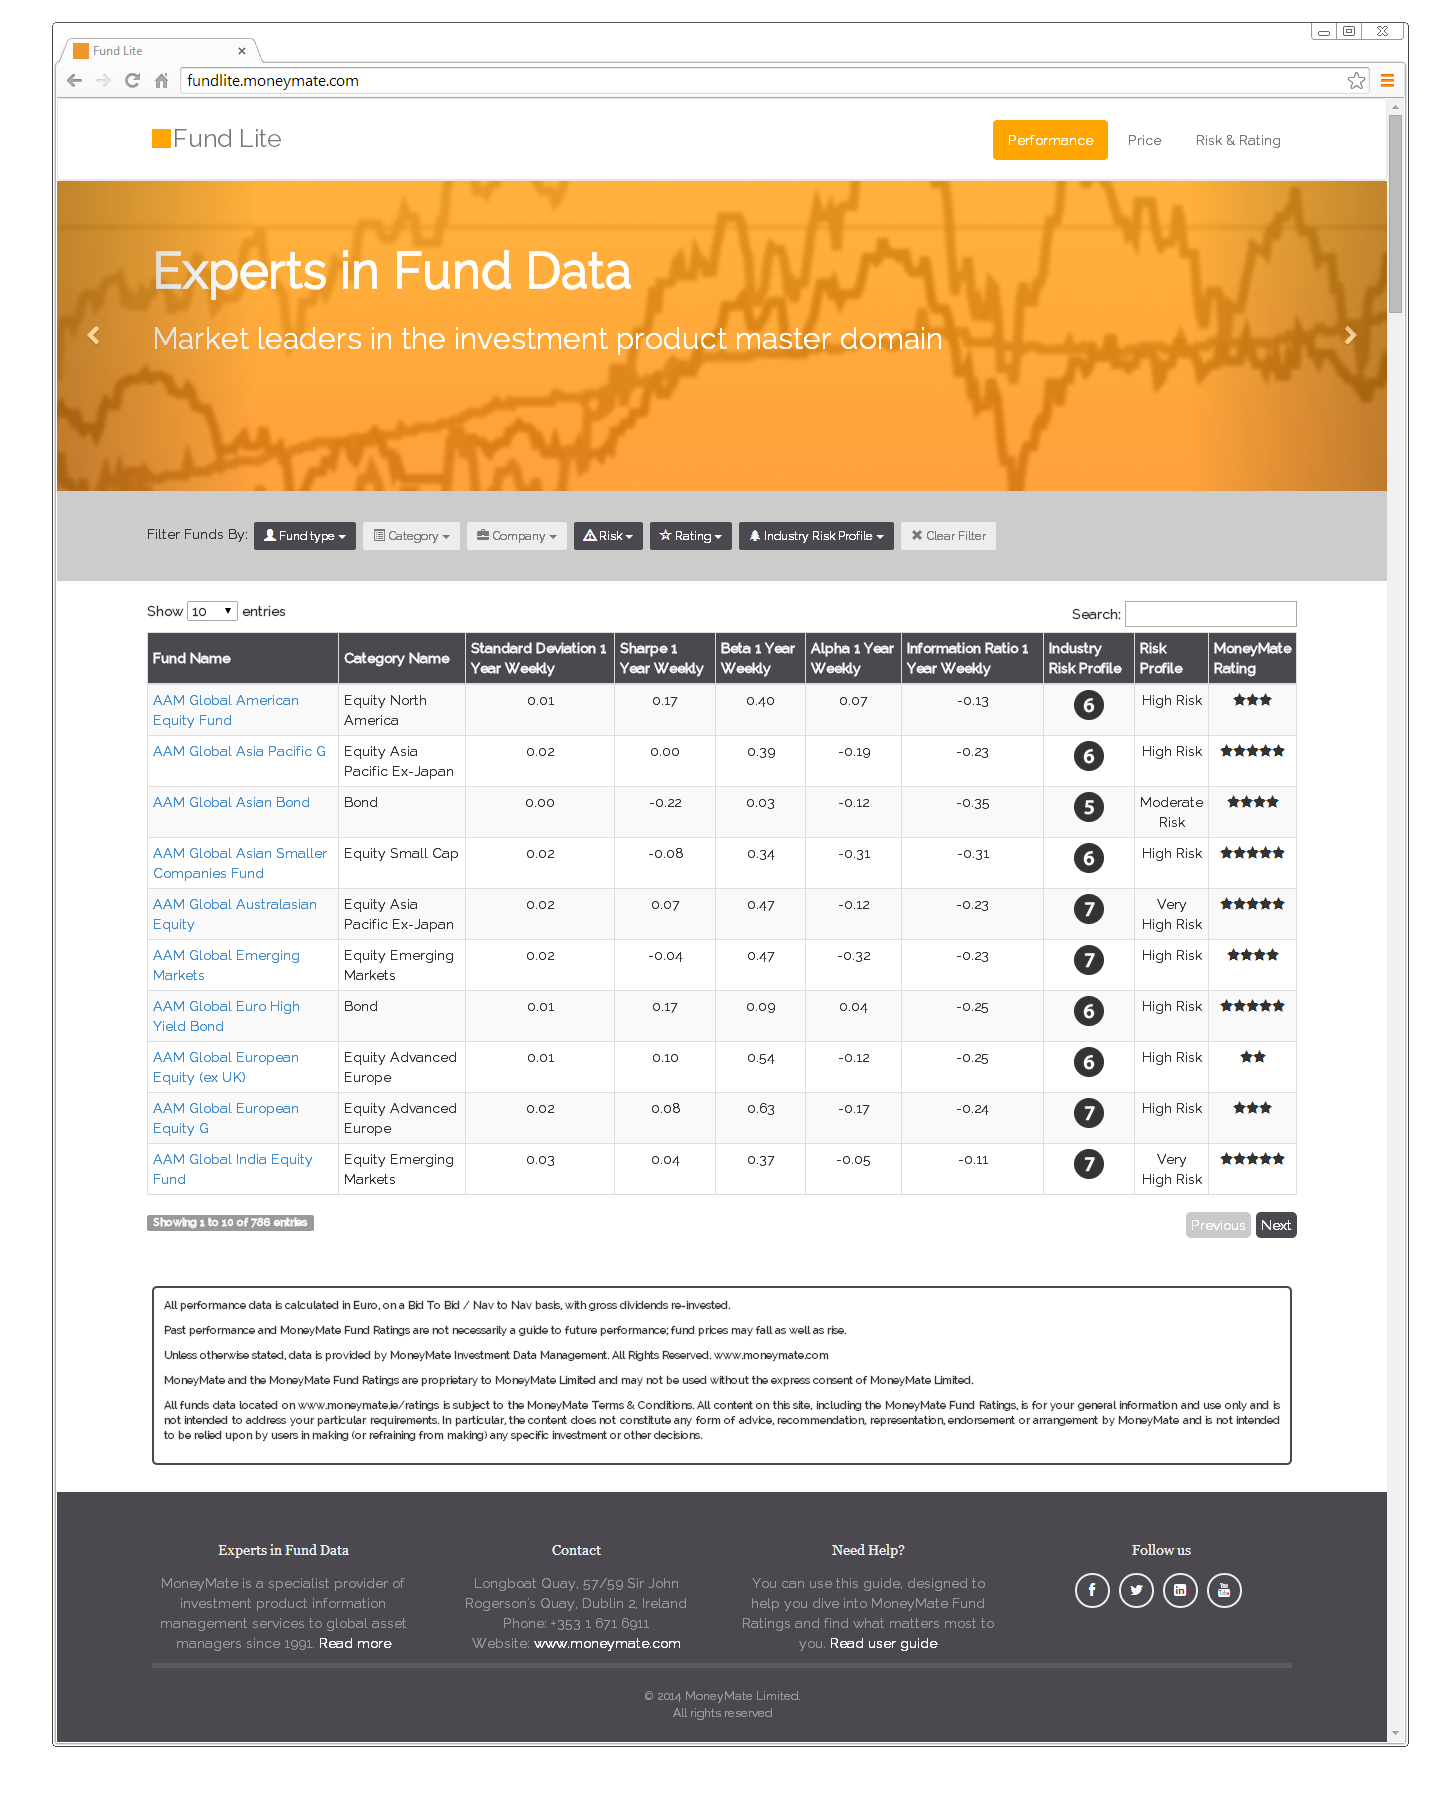 Fund Lite
fundlite.moneymate.com
Fund Lite
Performance Price Risk & Rating
Experts in Fund Data
Market leaders in the investment product master domain
Filter Funds By: Fund type Category Company Risk Rating Industry Risk Profile Clear Filter
Show 10 entries Search:
Fund Name Category Name Standard Deviation 1 Year Weekly Sharpe 1 Year Weekly Beta 1 Year Weekly Alpha 1 Year Weekly Information Ratio 1 Year Weekly Industry Risk Profile Risk Profile MoneyMate Rating
AAM Global American Equity Fund Equity North America 0.01 0.17 0.40 0.07 -0.13 6 High Risk ★★★
AAM Global Asia Pacific G Equity Asia Pacific Ex-Japan 0.02 0.00 0.39 -0.19 -0.23 6 High Risk ★★★★★
AAM Global Asian Bond Bond 0.00 -0.22 0.03 -0.12 -0.35 5 Moderate Risk ★★★★
AAM Global Asian Smaller Companies Fund Equity Small Cap 0.02 -0.08 0.34 -0.31 -0.31 6 High Risk ★★★★★
AAM Global Australasian Equity Equity Asia Pacific Ex-Japan 0.02 0.07 0.47 -0.12 -0.23 7 Very High Risk ★★★★★
AAM Global Emerging Markets Equity Emerging Markets 0.02 -0.04 0.47 -0.32 -0.23 7 High Risk ★★★★
AAM Global Euro High Yield Bond Bond 0.01 0.17 0.09 0.04 -0.25 6 High Risk ★★★★★
AAM Global European Equity (ex UK) Equity Advanced Europe 0.01 0.10 0.54 -0.12 -0.25 6 High Risk ★★
AAM Global European Equity G Equity Advanced Europe 0.02 0.08 0.63 -0.17 -0.24 7 High Risk ★★★
AAM Global India Equity Fund Equity Emerging Markets 0.03 0.04 0.37 -0.05 -0.11 7 Very High Risk ★★★★★
Showing 1 to 10 of 786 entries Previous Next
All performance data is calculated in Euro, on a Bid To Bid / Nav to Nav basis, with gross dividends re-invested.
Past performance and MoneyMate Fund Ratings are not necessarily a guide to future performance; fund prices may fall as well as rise.
Unless otherwise stated, data is provided by MoneyMate Investment Data Management. All Rights Reserved. www.moneymate.com
MoneyMate and the MoneyMate Fund Ratings are proprietary to MoneyMate Limited and may not be used without the express consent of MoneyMate Limited.
All funds data located on www.moneymate.ie/ratings is subject to the MoneyMate Terms & Conditions. All content on this site, including the MoneyMate Fund Ratings, is for your general information and use only and is
not intended to address your particular requirements. In particular, the content does not constitute any form of advice, recommendation, representation, endorsement or arrangement by MoneyMate and is not intended
to be relied upon by users in making (or refraining from making) any specific investment or other decisions.
Experts in Fund Data
MoneyMate is a specialist provider of
investment product information
management services to global asset
managers since 1991. Read more
Contact
Longboat Quay, 57/59 Sir John
Rogerson's Quay, Dublin 2, Ireland
Phone: +353 1 671 6911
Website: www.moneymate.com
Need Help?
You can use this guide, designed to
help you dive into MoneyMate Fund
Ratings and find what matters most to
you. Read user guide
Follow us
f in You Tube
© 2014 MoneyMate Limited.
All rights reserved